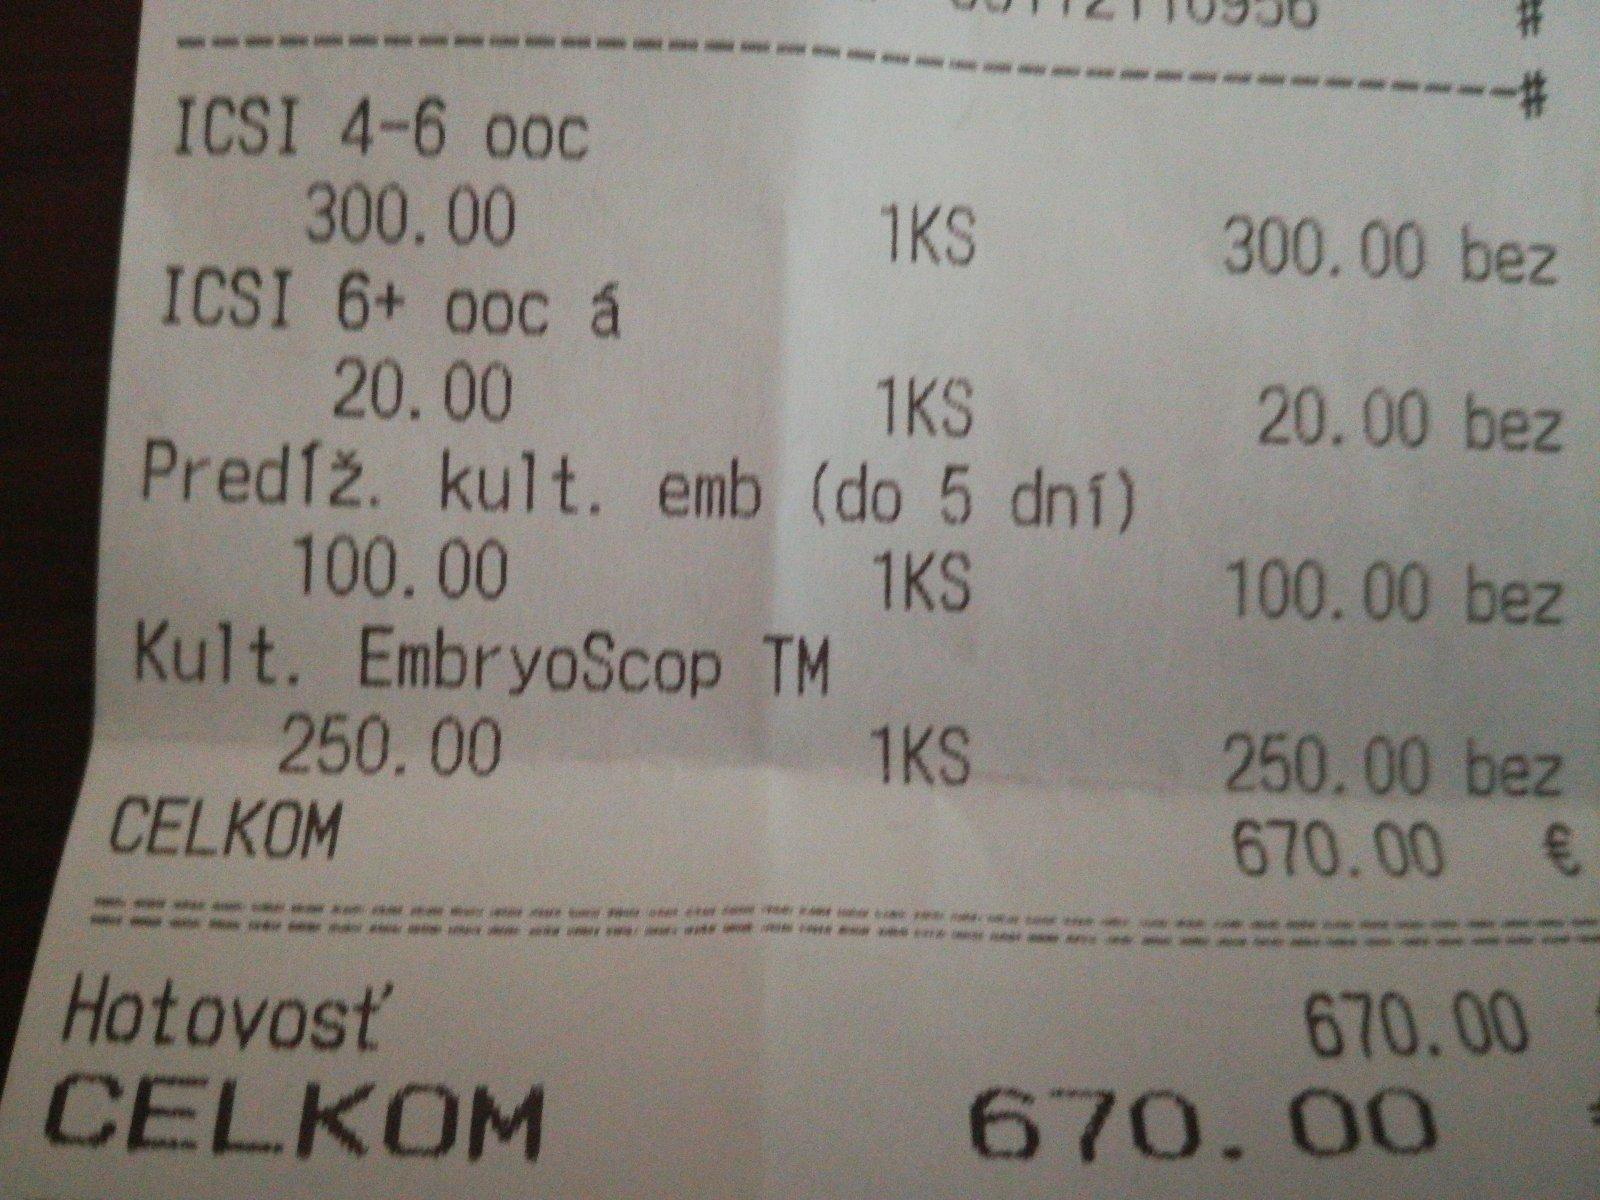 #
-------------------------------------------------#
ICSI 4-6 ooc
300.00 1KS 300.00 bez
ICSI 6+ ooc á
20.00 1KS 20.00 bez
Predĺž. kult. emb (do 5 dní)
100.00 1KS 100.00 bez
Kult. EmbryoScop TM
250.00 1KS 250.00 bez
CELKOM 670.00 €
Hotovosť 670.00
CELKOM 670.00